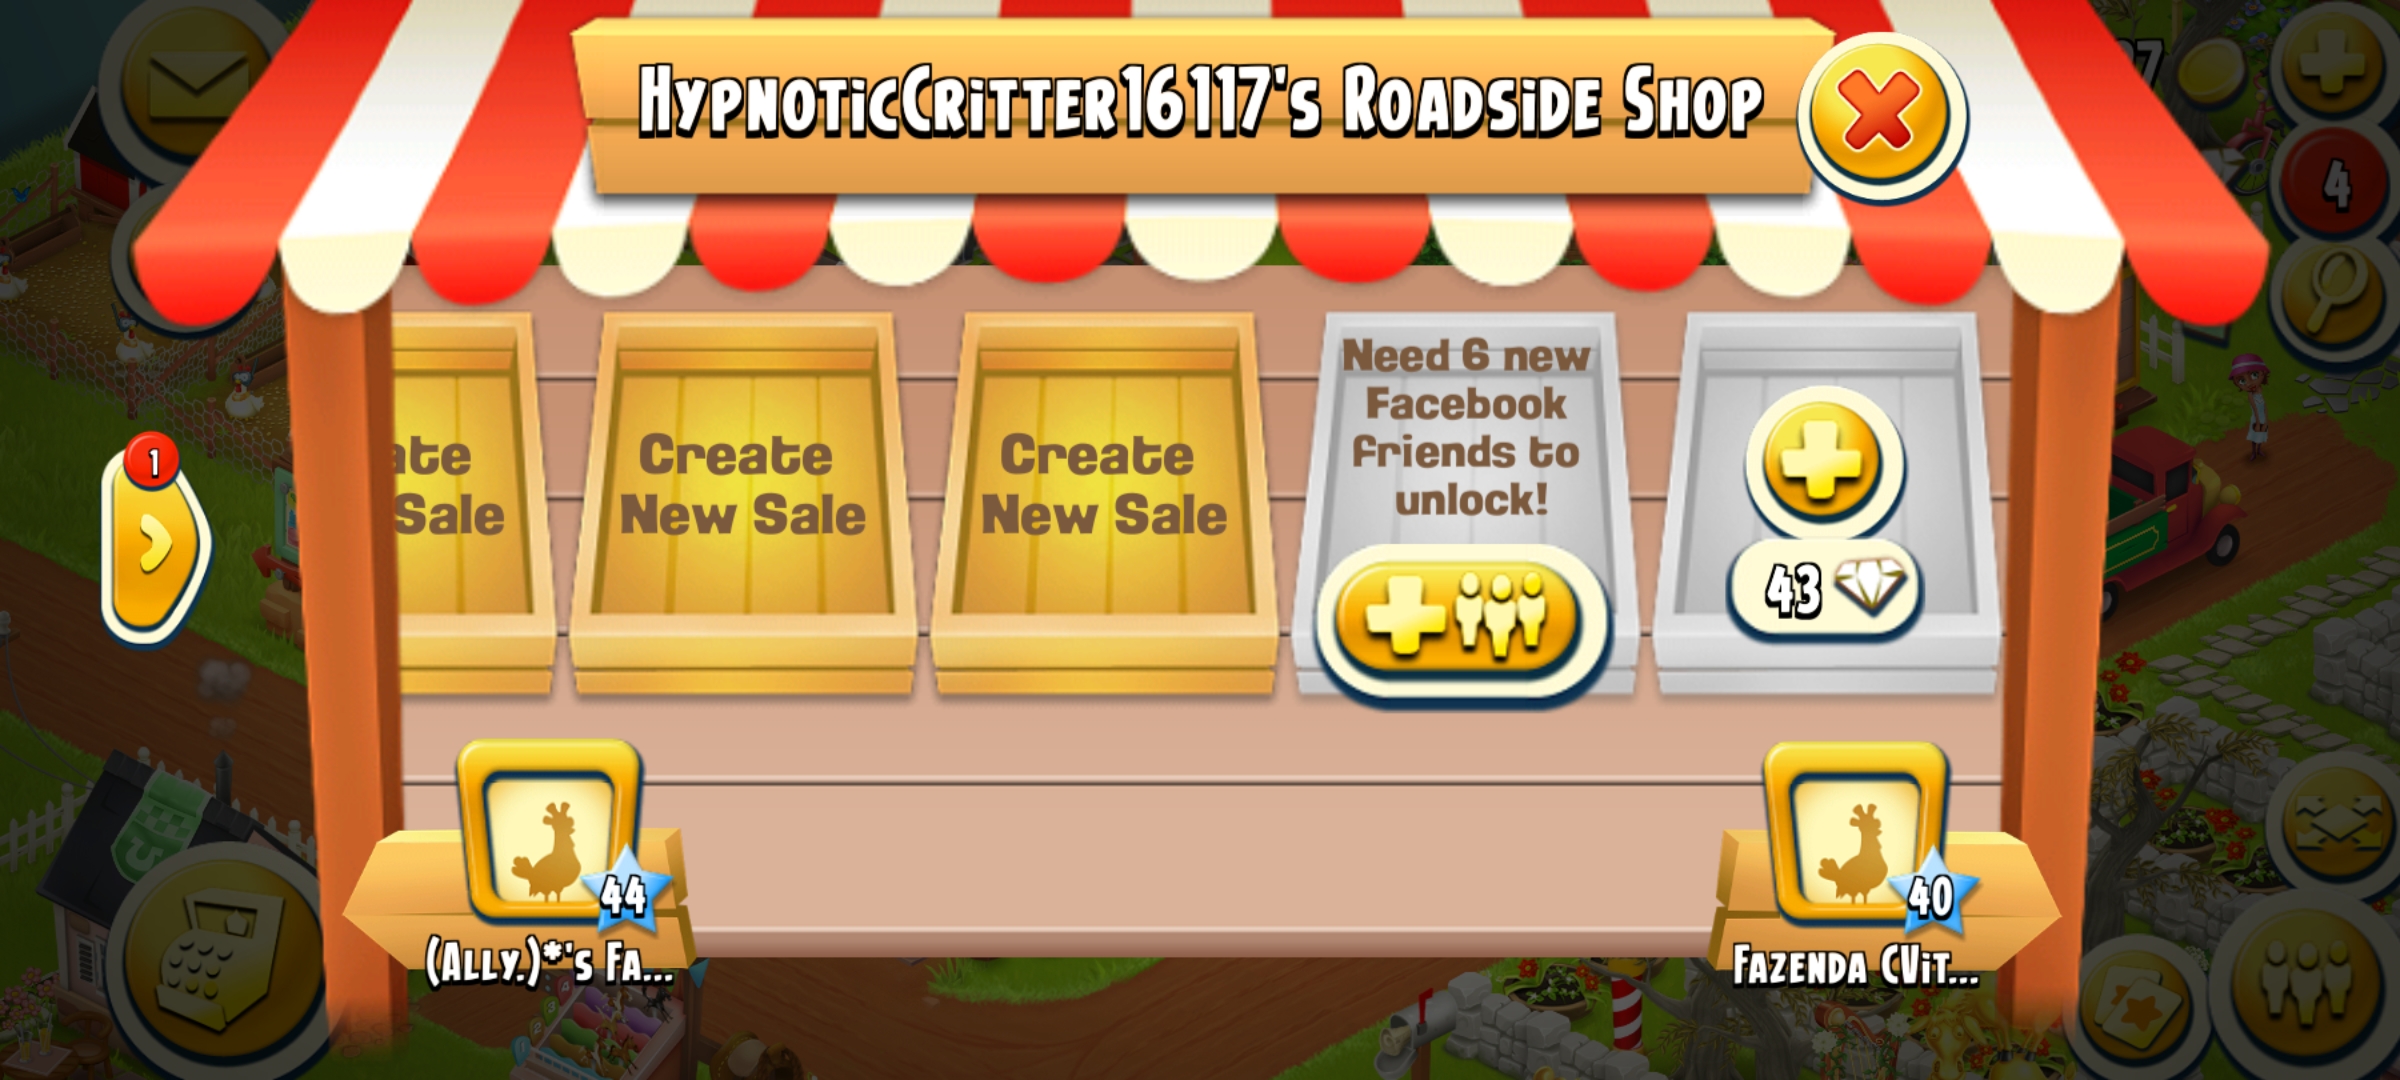 HypnoticCritter16117's Roadside Shop
7
4
1
ate
Sale
Create
New Sale
Create
New Sale
Need 6 new
Facebook
friends to
unlock!
43
44
(Ally.)*'s Fa...
40
Fazenda CVit...